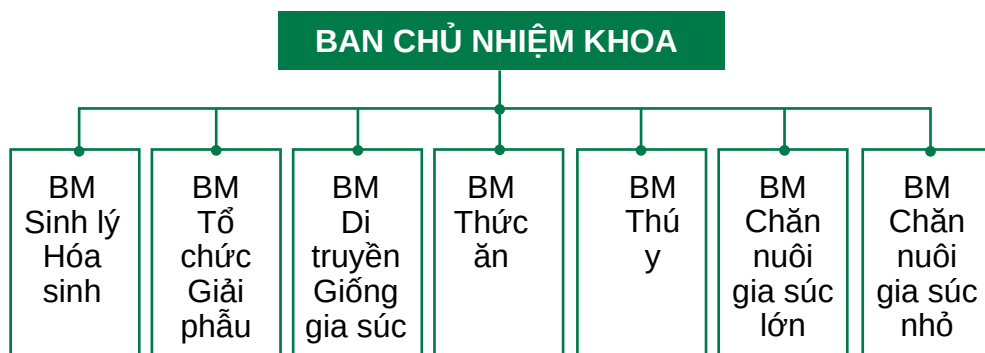 BAN CHỦ NHIỆM KHOA
BM
Sinh lý
Hóa
sinh
BM
Tổ
chức
Giải
phẫu
BM
Di
truyền
Giống
gia súc
BM
Thức
ăn
BM
Thú
y
BM
Chăn
nuôi
gia súc
lớn
BM
Chăn
nuôi
gia súc
nhỏ